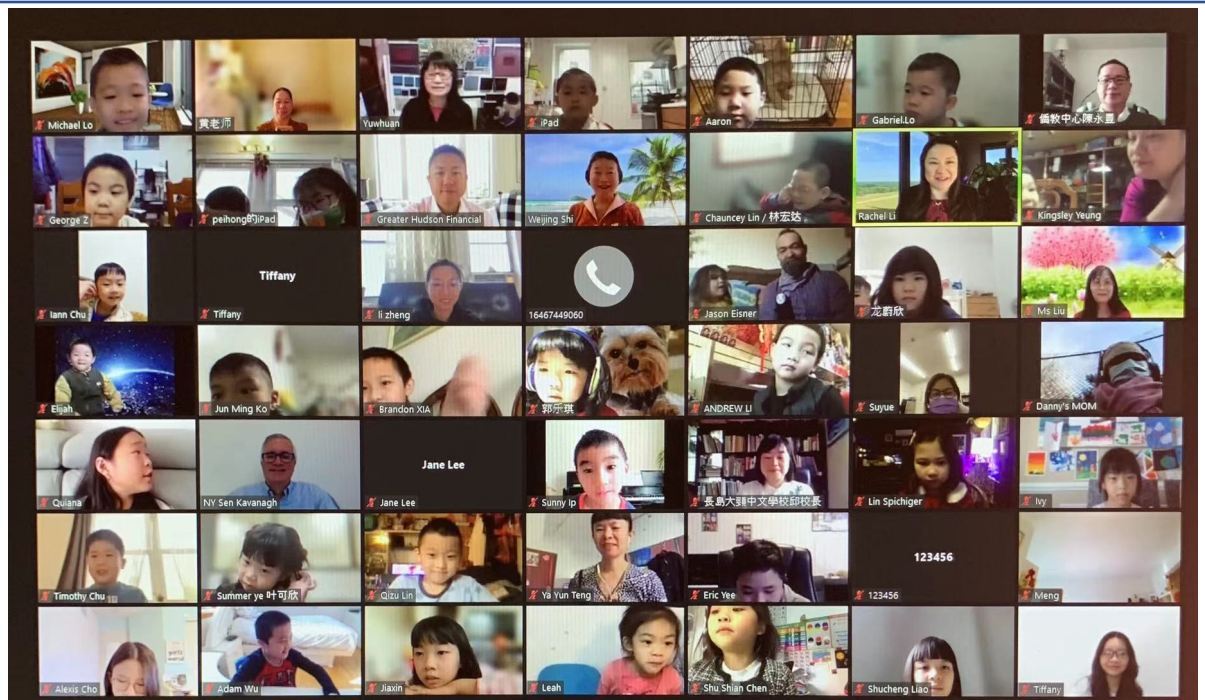 Michael Lo
黄老师
Yuwhuan
iPad
Aaron
Gabriel.Lo
僑教中心陳永豊
George Z
peihong的iPad
Greater Hudson Financial
Weijing Shi
Chauncey Lin / 林宏达
Rachel Li
Kingsley Yeung
Iann Chu
Tiffany
Tiffany
li zheng
16467449060
Jason Eisner
龙蔚欣
Ms Liu
Elijah
Jun Ming Ko
Brandon XIA
郭乐琪
ANDREW LI
Suyue
Danny's MOM
Quiana
NY Sen Kavanagh
Jane Lee
Jane Lee
Sunny Ip
長島大頸中文學校邱校長
Lin Spichiger
Ivy
Timothy Chu
Summer ye 叶可欣
Qizu Lin
Ya Yun Teng
Eric Yee
123456
123456
Meng
Alexis Cho
Adam Wu
Jiaxin
Leah
Shu Shian Chen
Shucheng Liao
Tiffany